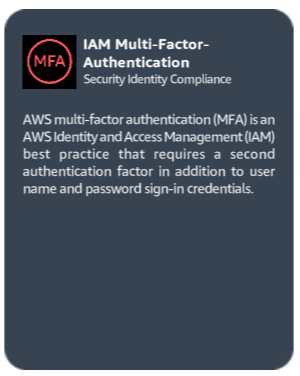 MFA
IAM Multi-Factor-
Authentication
Security Identity Compliance
AWS multi-factor authentication (MFA) is an
AWS Identity and Access Management (IAM)
best practice that requires a second
authentication factor in addition to user
name and password sign-in credentials.